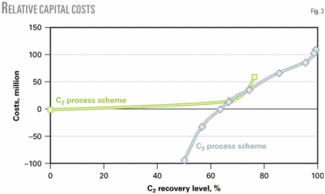 RELATIVE CAPITAL COSTS
Fig. 3
150
100
50
0
–50
–100
Costs, million
C2 process scheme
C3 process scheme
0
20
40
60
80
100
C2 recovery level, %